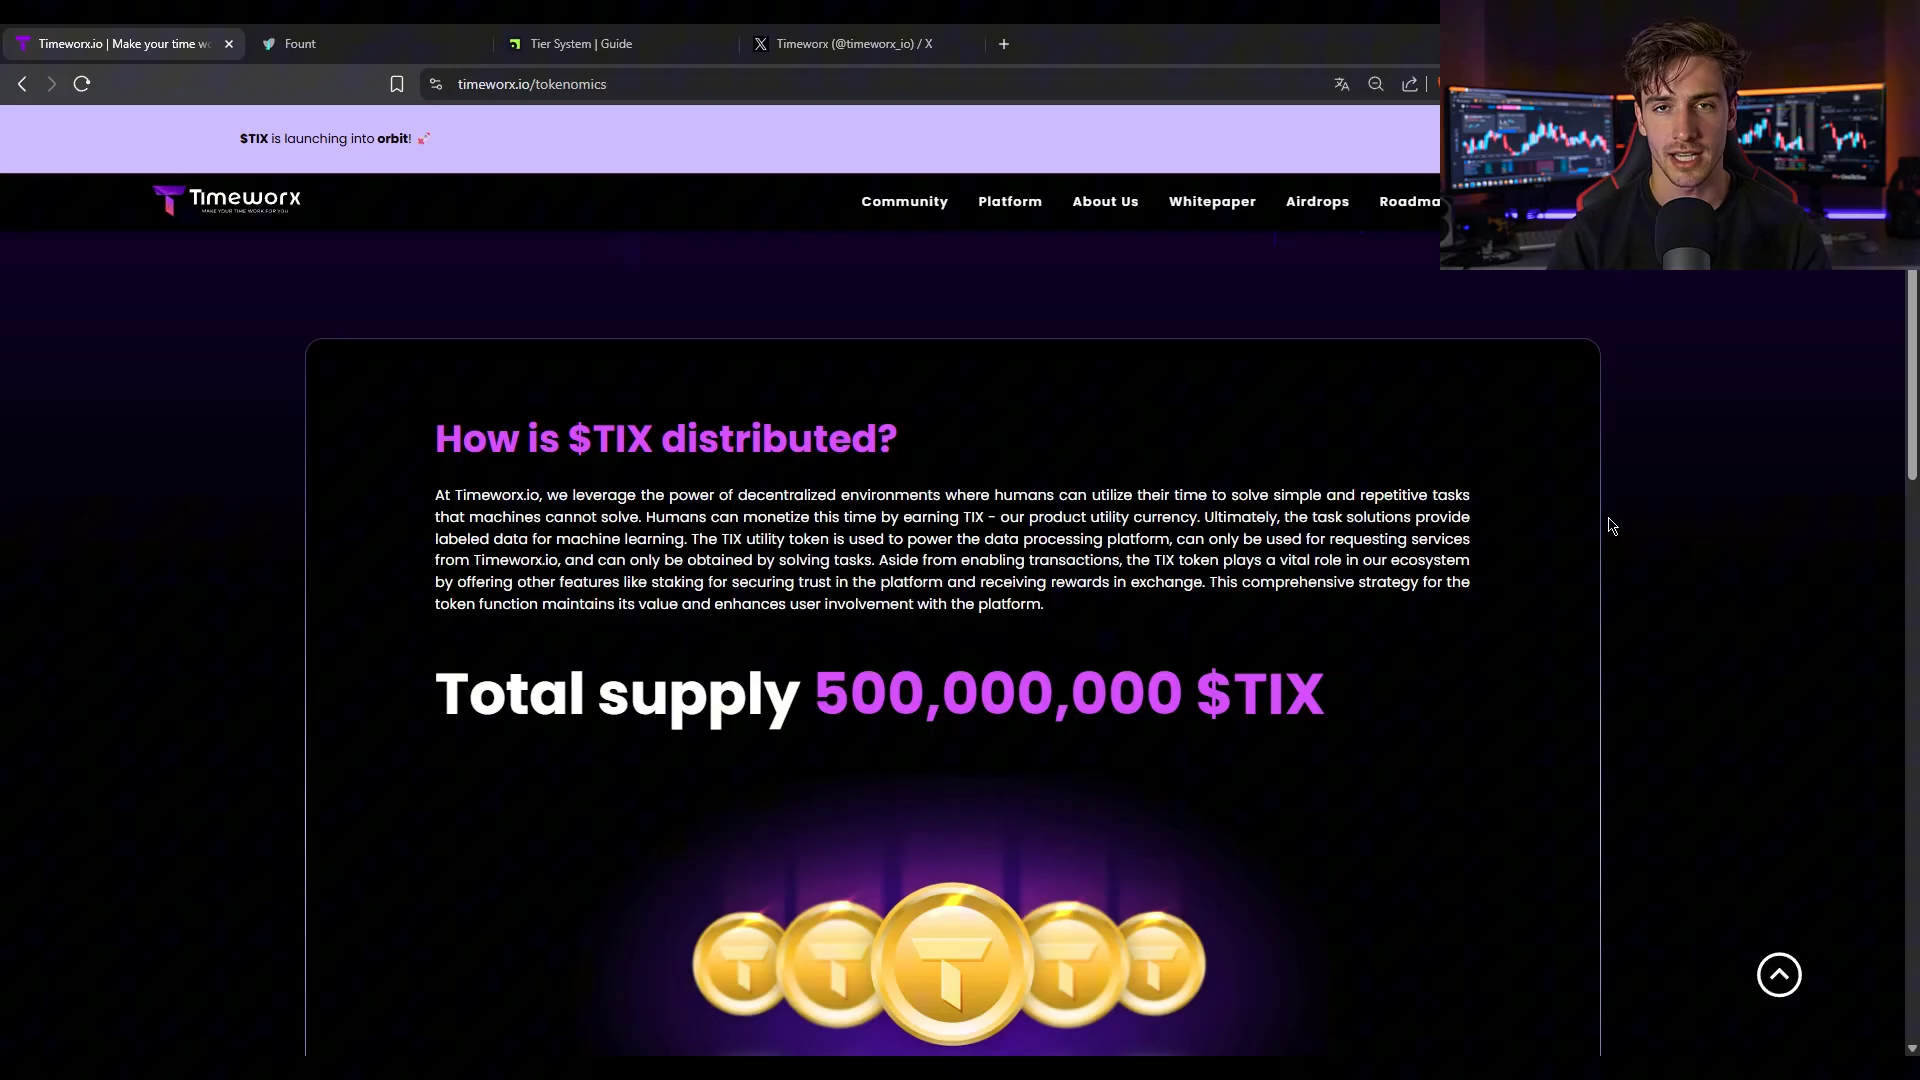 Timeworx.io | Make your time wo
Fount
Tier System | Guide
Timeworx (@timeworx_io) / X
timeworx.io/tokenomics
$TIX is launching into orbit! 🚀
Timeworx
MAKE YOUR TIME WORK FOR YOU
Community
Platform
About Us
Whitepaper
Airdrops
Roadma
How is $TIX distributed?
At Timeworx.io, we leverage the power of decentralized environments where humans can utilize their time to solve simple and repetitive tasks
that machines cannot solve. Humans can monetize this time by earning TIX - our product utility currency. Ultimately, the task solutions provide
labeled data for machine learning. The TIX utility token is used to power the data processing platform, can only be used for requesting services
from Timeworx.io, and can only be obtained by solving tasks. Aside from enabling transactions, the TIX token plays a vital role in our ecosystem
by offering other features like staking for securing trust in the platform and receiving rewards in exchange. This comprehensive strategy for the
token function maintains its value and enhances user involvement with the platform.
Total supply 500,000,000 $TIX